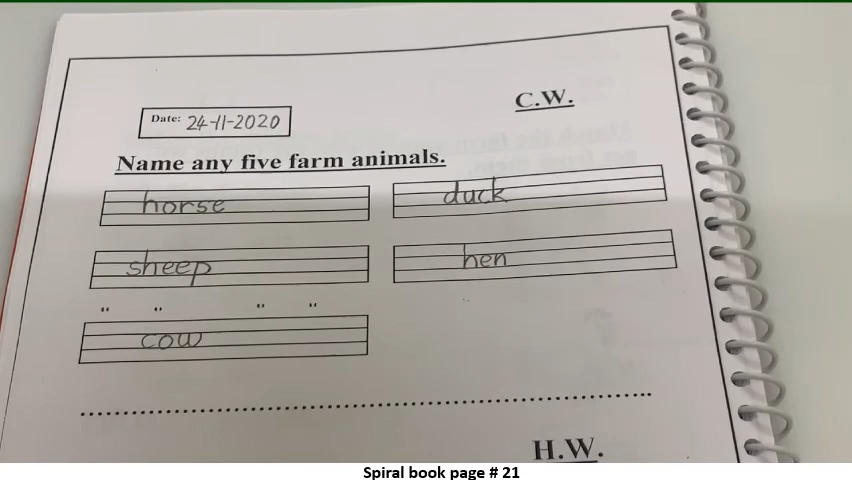 C.W.
Date: 24-11-2020
Name any five farm animals.
horse
duck
sheep
hen
" " " "
cow
H.W.
Spiral book page # 21